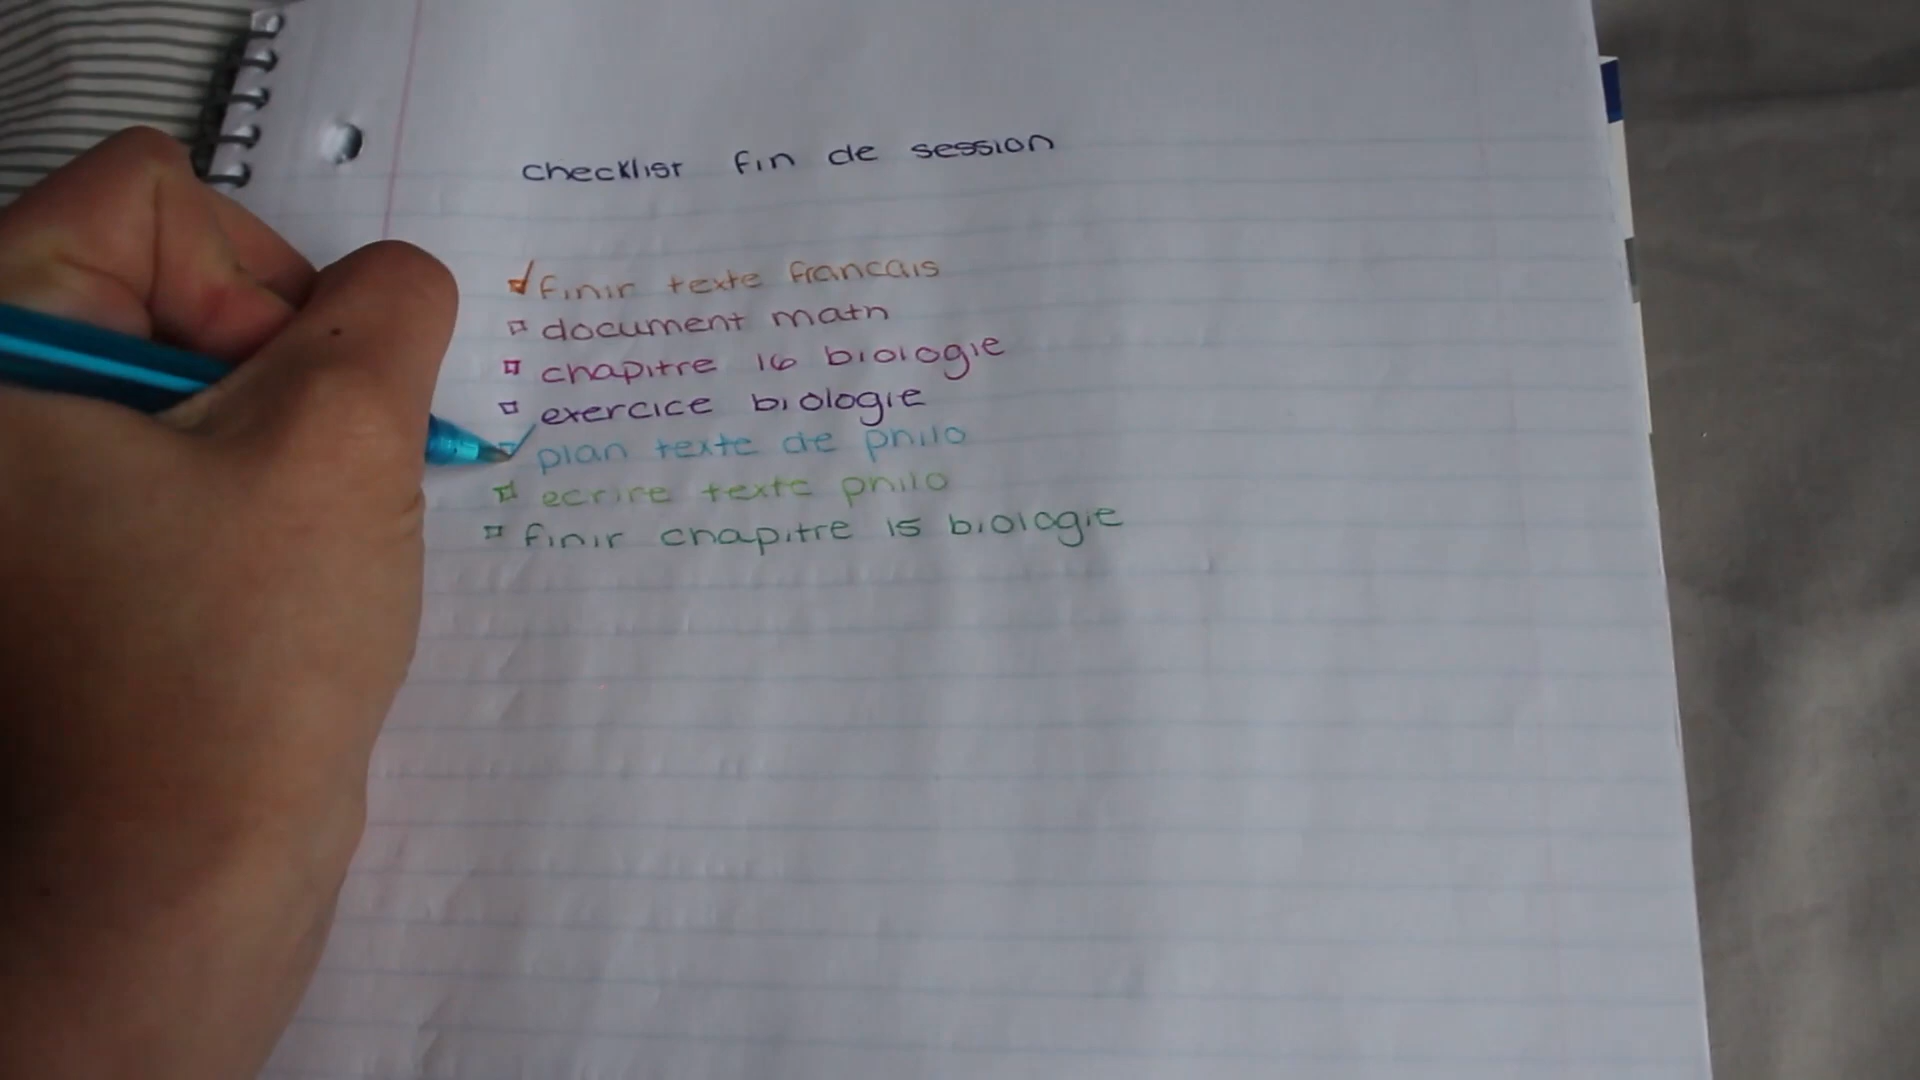 checklist fin de session
finir texte francais
document math
chapitre 16 biologie
exercice biologie
plan texte de philo
ecrire texte philo
finir chapitre 15 biologie